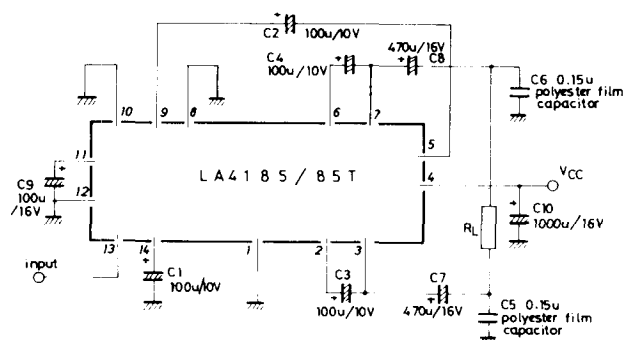 C2
100u/10V
470u/16V
C4
100u/10V
C8
C6 0.15u
polyester film
capacitor
10
9
8
6
7
11
5
LA4185/85T
4
VCC
C9
100u
/16V
12
C10
1000u/16V
RL
13
14
1
2
3
input
C1
100u/10V
C3
100u/10V
C7
470u/16V
C5 0.15u
polyester film
capacitor
+
+
+
+
+
+
+
+